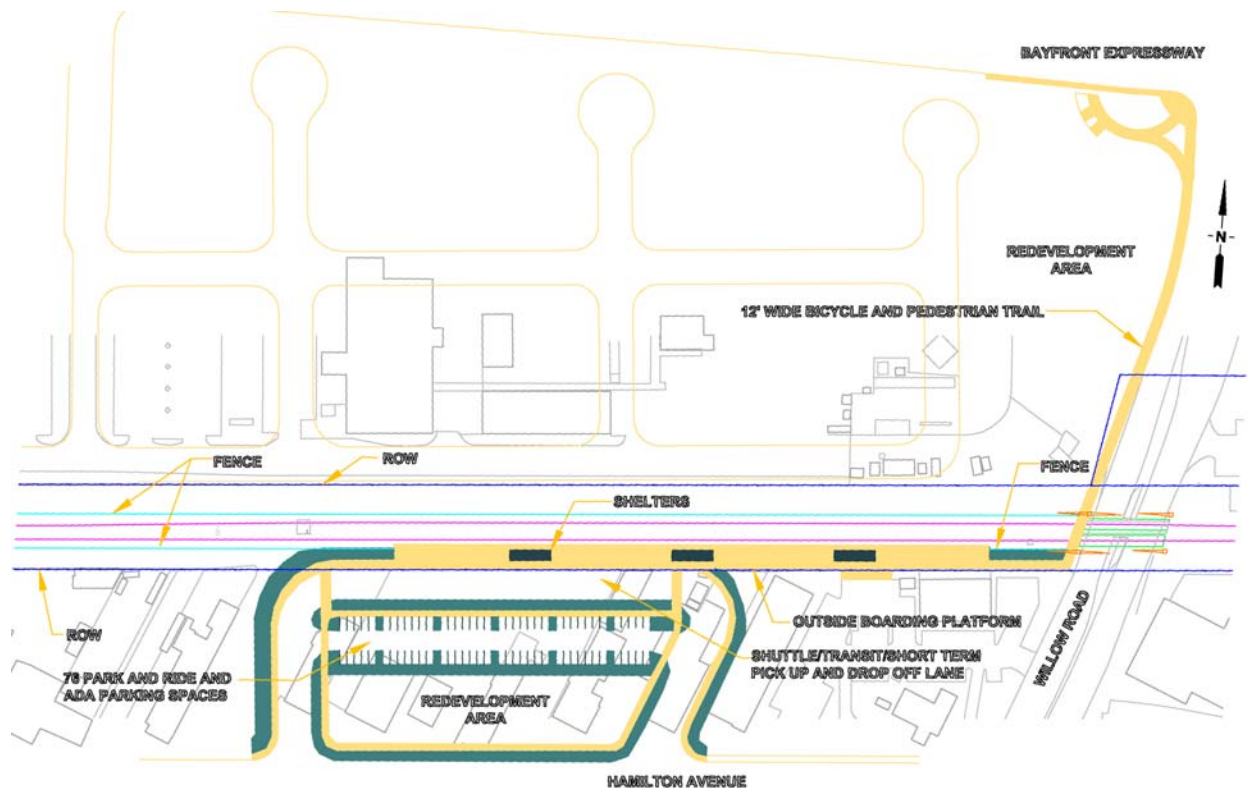 BAYFRONT EXPRESSWAY
-N-
REDEVELOPMENT
AREA
12' WIDE BICYCLE AND PEDESTRIAN TRAIL
FENCE
ROW
FENCE
SHELTERS
ROW
OUTSIDE BOARDING PLATFORM
SHUTTLE/TRANSIT/SHORT TERM
PICK UP AND DROP OFF LANE
WILLOW ROAD
76 PARK AND RIDE AND
ADA PARKING SPACES
REDEVELOPMENT
AREA
HAMILTON AVENUE